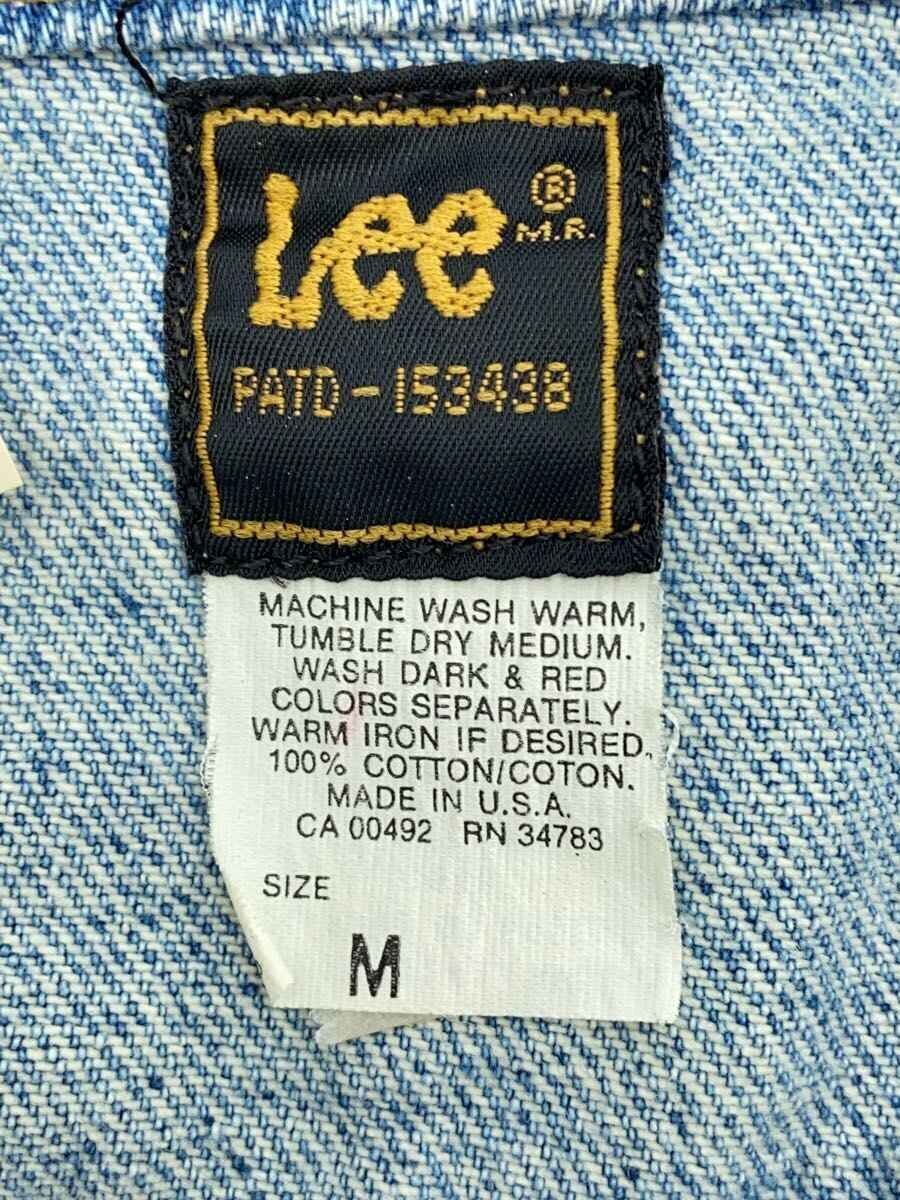 Lee ®
M.R.
PATD-153438
MACHINE WASH WARM,
TUMBLE DRY MEDIUM.
WASH DARK & RED
COLORS SEPARATELY.
WARM IRON IF DESIRED.
100% COTTON/COTON.
MADE IN U.S.A.
CA 00492 RN 34783
SIZE
M